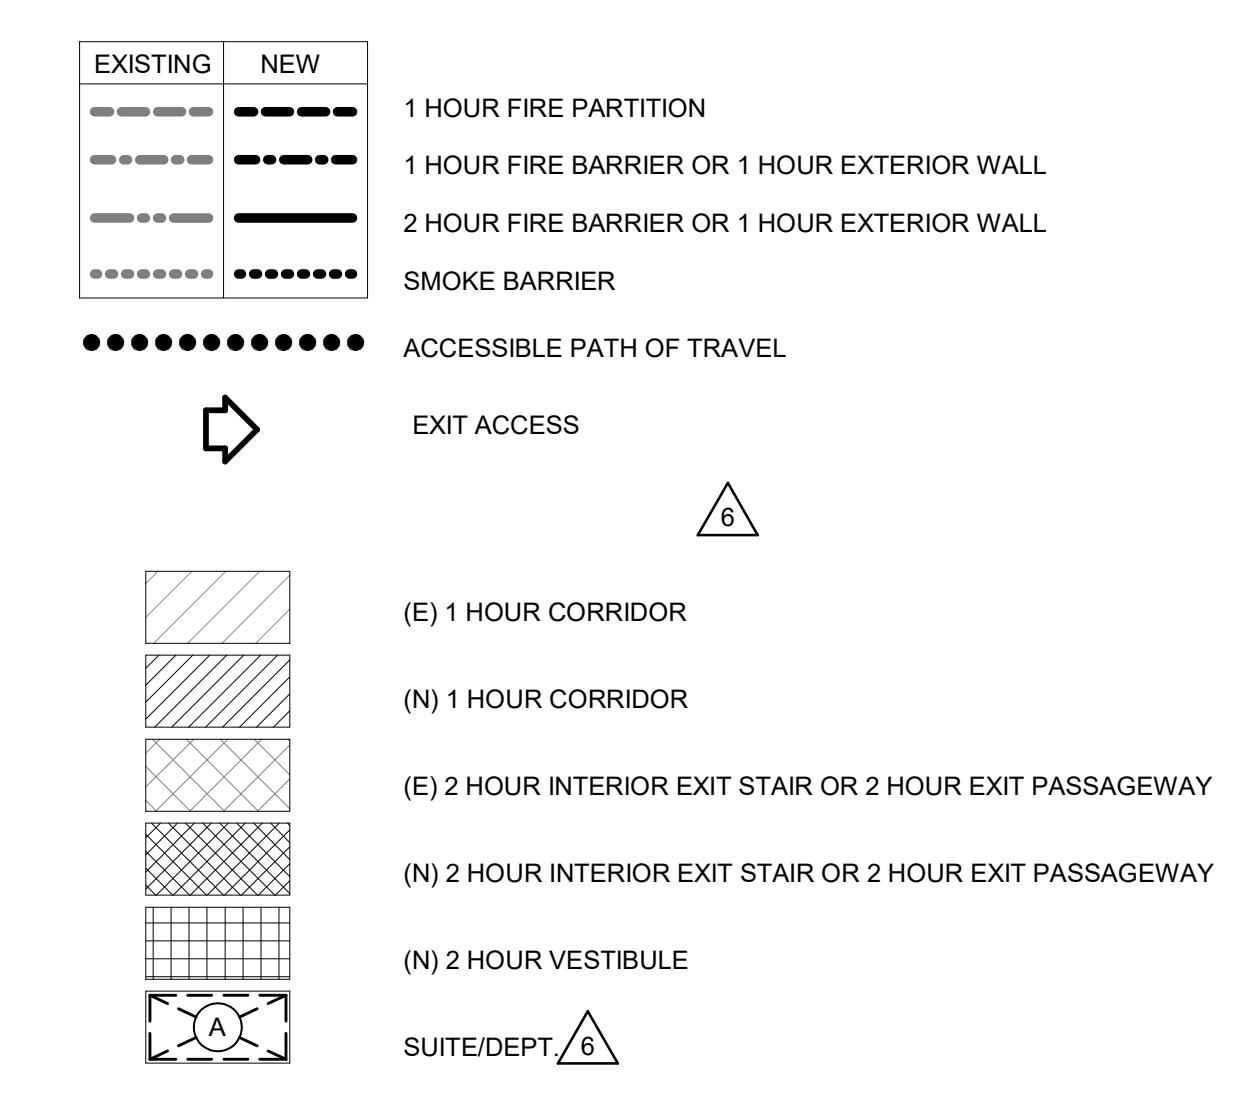 EXISTING NEW
1 HOUR FIRE PARTITION
1 HOUR FIRE BARRIER OR 1 HOUR EXTERIOR WALL
2 HOUR FIRE BARRIER OR 1 HOUR EXTERIOR WALL
SMOKE BARRIER
ACCESSIBLE PATH OF TRAVEL
EXIT ACCESS
6
(E) 1 HOUR CORRIDOR
(N) 1 HOUR CORRIDOR
(E) 2 HOUR INTERIOR EXIT STAIR OR 2 HOUR EXIT PASSAGEWAY
(N) 2 HOUR INTERIOR EXIT STAIR OR 2 HOUR EXIT PASSAGEWAY
(N) 2 HOUR VESTIBULE
A
SUITE/DEPT. 6